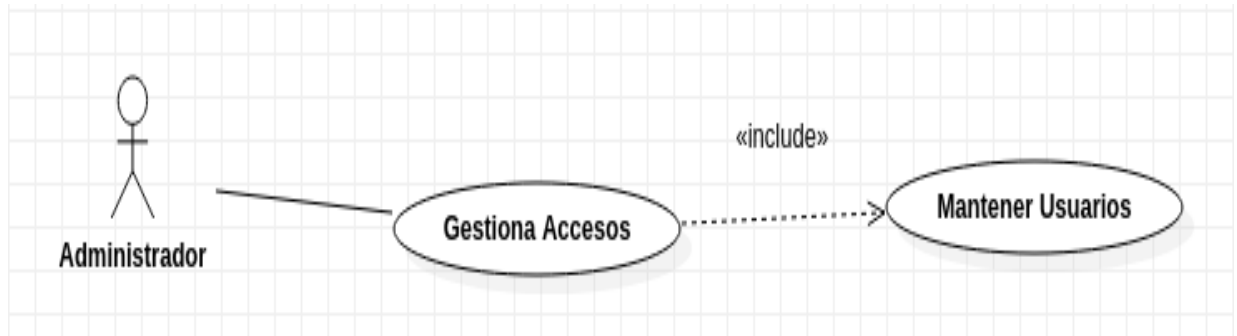 «include»
Mantener Usuarios
Gestiona Accesos
Administrador